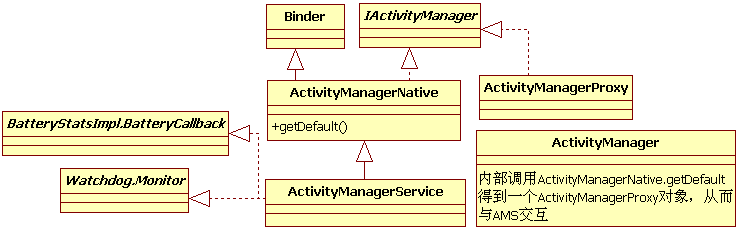 Binder
IActivityManager
ActivityManagerNative
+getDefault()
ActivityManagerProxy
BatteryStatsImpl.BatteryCallback
Watchdog.Monitor
ActivityManagerService
ActivityManager
内部调用ActivityManagerNative.getDefault
得到一个ActivityManagerProxy对象，从而
与AMS交互